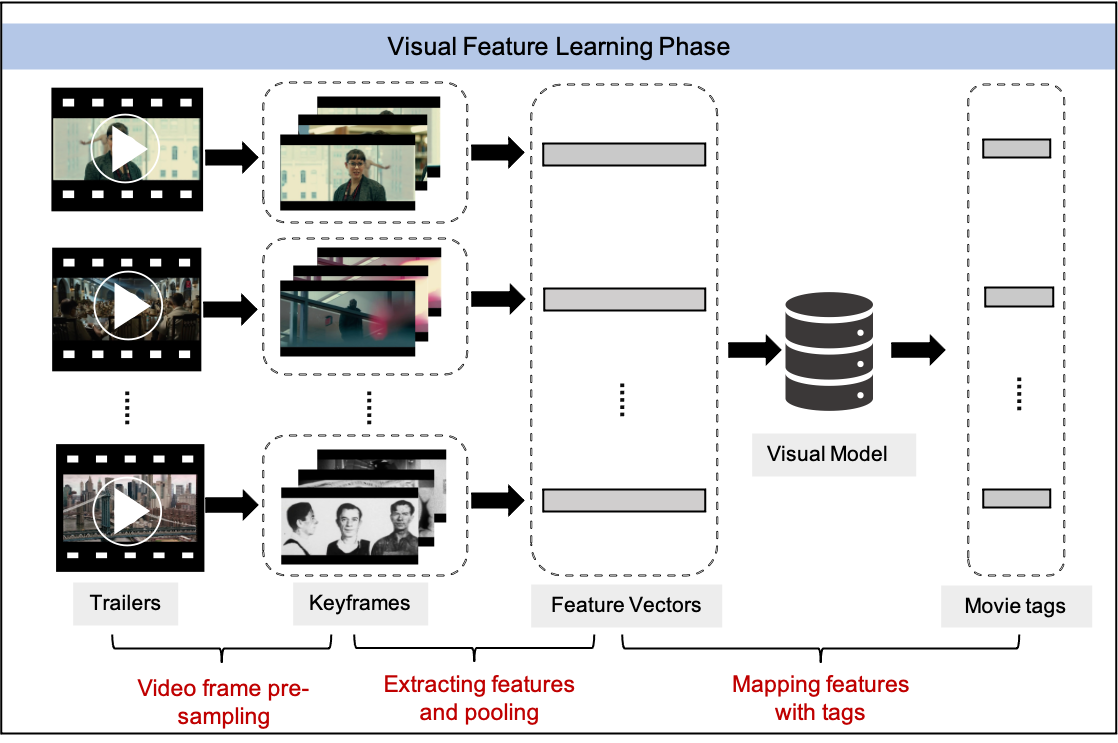 Visual Feature Learning Phase
Visual Model
Trailers
Keyframes
Feature Vectors
Movie tags
Video frame pre-
sampling
Extracting features
and pooling
Mapping features
with tags